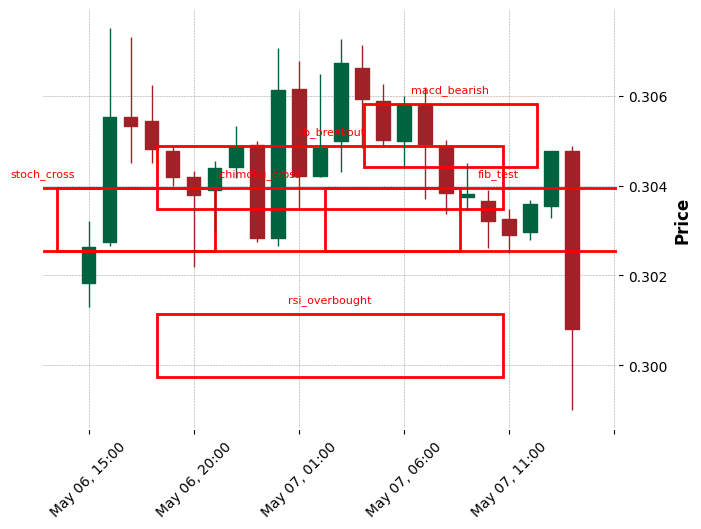 macd_bearish
stoch_cross
fib_test
rsi_overbought
0.306
0.304
0.302
0.300
Price
May 06, 15:00
May 06, 20:00
May 07, 01:00
May 07, 06:00
May 07, 11:00